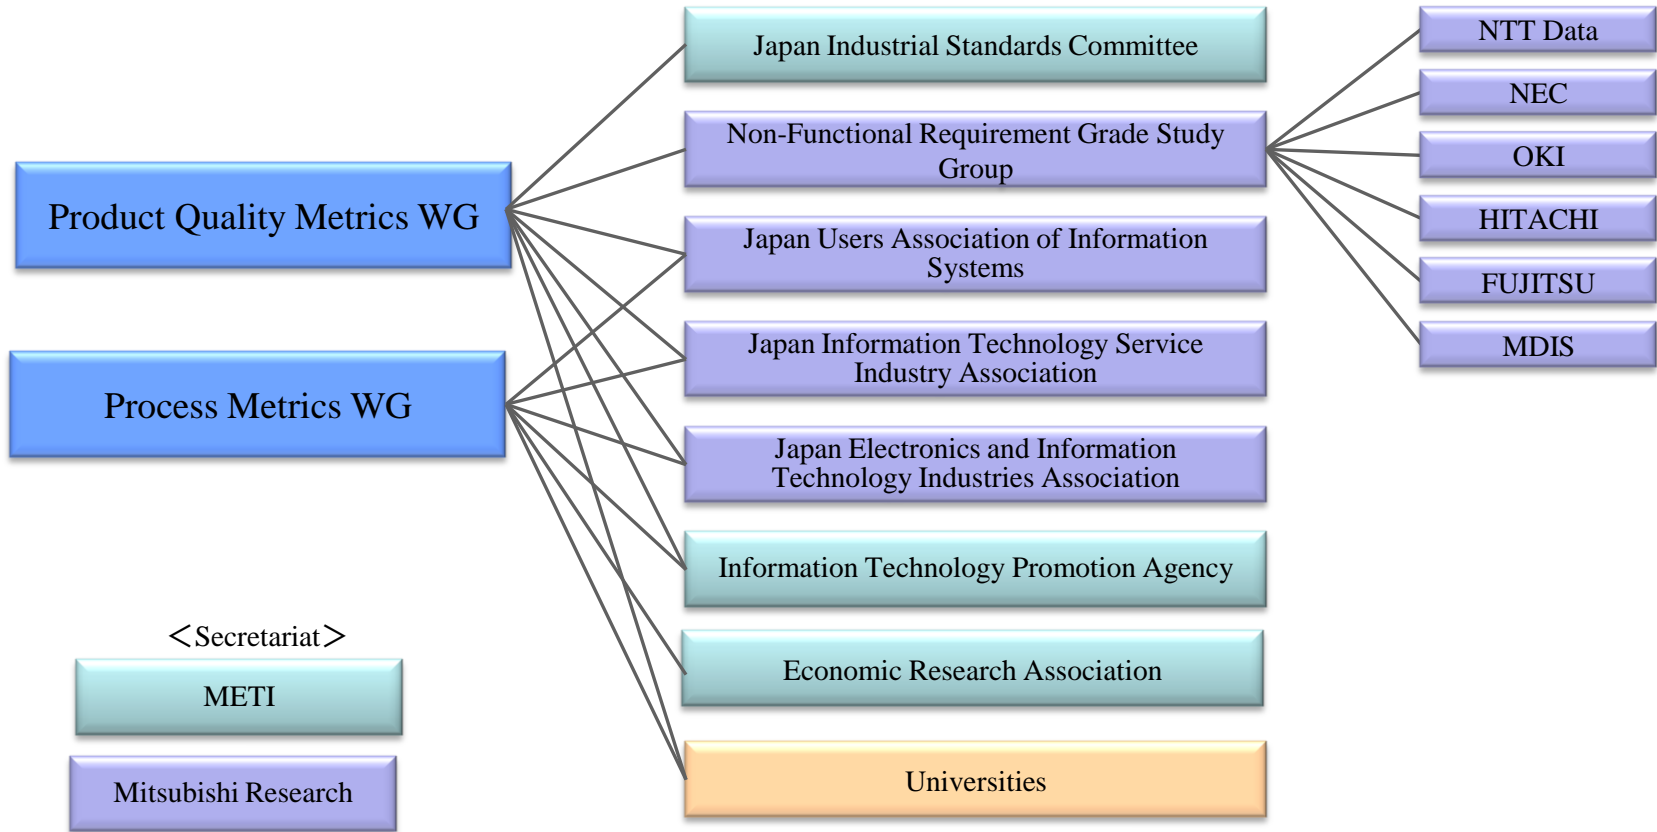 Product Quality Metrics WG
Process Metrics WG
＜Secretariat＞
METI
Mitsubishi Research
Japan Industrial Standards Committee
Non-Functional Requirement Grade Study
Group
Japan Users Association of Information
Systems
Japan Information Technology Service
Industry Association
Japan Electronics and Information
Technology Industries Association
Information Technology Promotion Agency
Economic Research Association
Universities
NTT Data
NEC
OKI
HITACHI
FUJITSU
MDIS